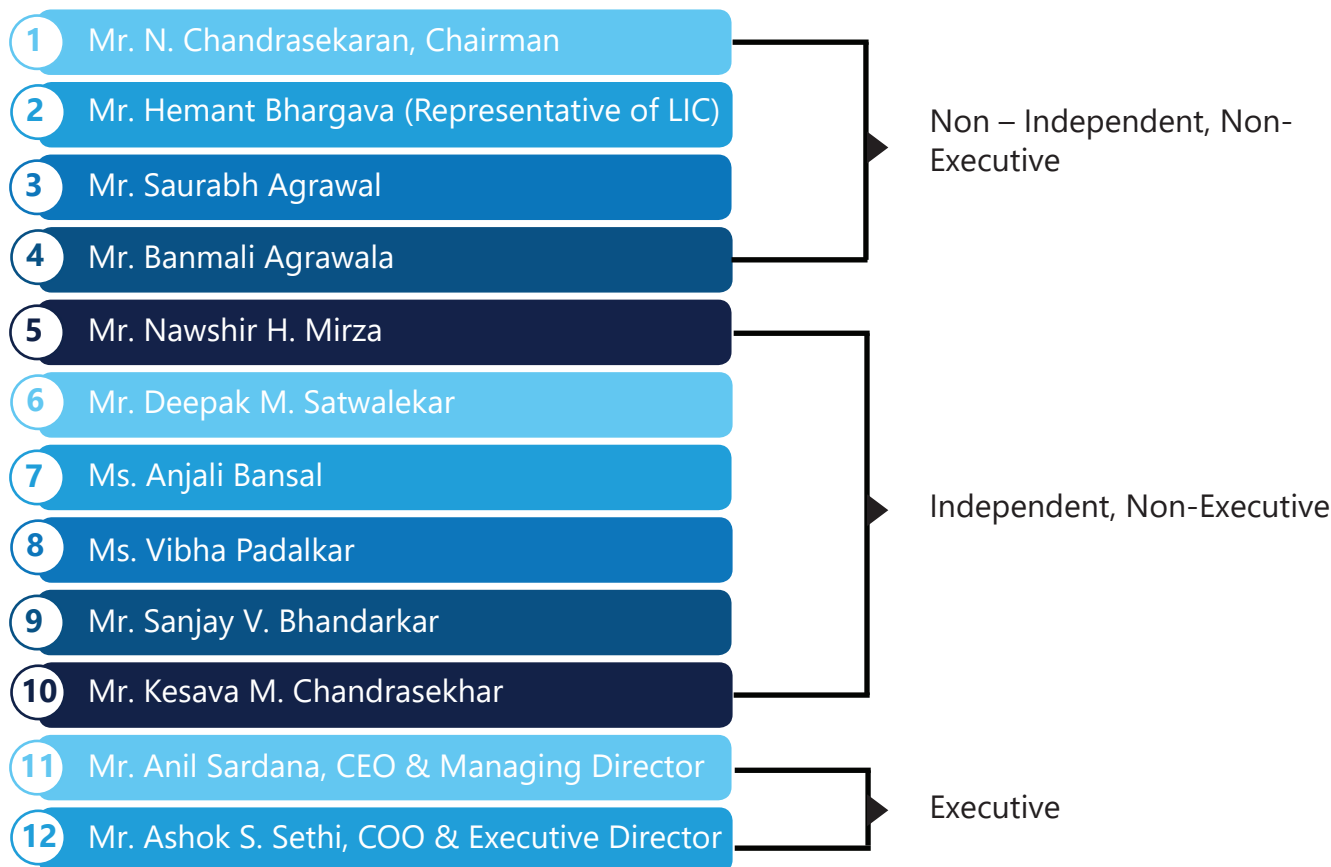 1 Mr. N. Chandrasekaran, Chairman
2 Mr. Hemant Bhargava (Representative of LIC)
3 Mr. Saurabh Agrawal
4 Mr. Banmali Agrawala
Non – Independent, Non-
Executive
5 Mr. Nawshir H. Mirza
6 Mr. Deepak M. Satwalekar
7 Ms. Anjali Bansal
8 Ms. Vibha Padalkar
9 Mr. Sanjay V. Bhandarkar
10 Mr. Kesava M. Chandrasekhar
Independent, Non-Executive
11 Mr. Anil Sardana, CEO & Managing Director
12 Mr. Ashok S. Sethi, COO & Executive Director
Executive